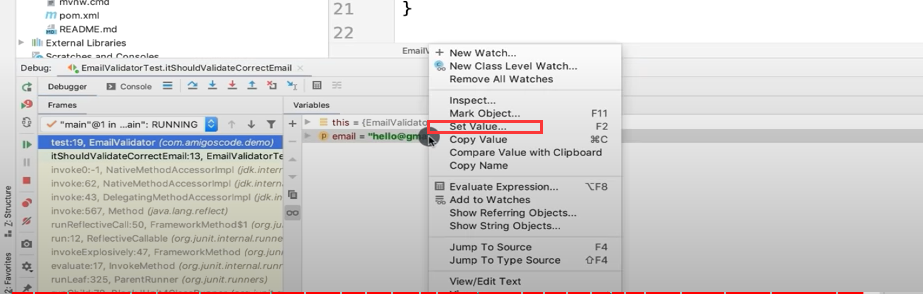 mvnw.cmd
pom.xml
README.md
External Libraries
Scratches and Consoles
21 }
22
EmailV
Debug: EmailValidatorTest.itShouldValidateCorrectEmail ×
Debugger Console
Frames
"main"@1 in ...ain": RUNNING
test:19, EmailValidator (com.amigoscode.demo)
itShouldValidateCorrectEmail:13, EmailValidatorTe
invoke0:-1, NativeMethodAccessorImpl (jdk.inter
invoke:62, NativeMethodAccessorImpl (jdk.intern
invoke:43, DelegatingMethodAccessorImpl (jdk.i
invoke:567, Method (java.lang.reflect)
runReflectiveCall:50, FrameworkMethod$1 (org.ju
run:12, ReflectiveCallable (org.junit.internal.runne
invokeExplosively:47, FrameworkMethod (org.jun
evaluate:17, InvokeMethod (org.junit.internal.run
runLeaf:325, ParentRunner (org.junit.runners)
Variables
this = {EmailValidato
email = "hello@gm
New Watch...
New Class Level Watch...
Remove All Watches
Inspect...
Mark Object... F11
Set Value... F2
Copy Value ⌘C
Compare Value with Clipboard
Copy Name
Evaluate Expression... ⌥F8
Add to Watches
Show Referring Objects...
Show String Objects...
Jump To Source F4
Jump To Type Source ⇧F4
View/Edit Text
Z: Structure
2: Favorites